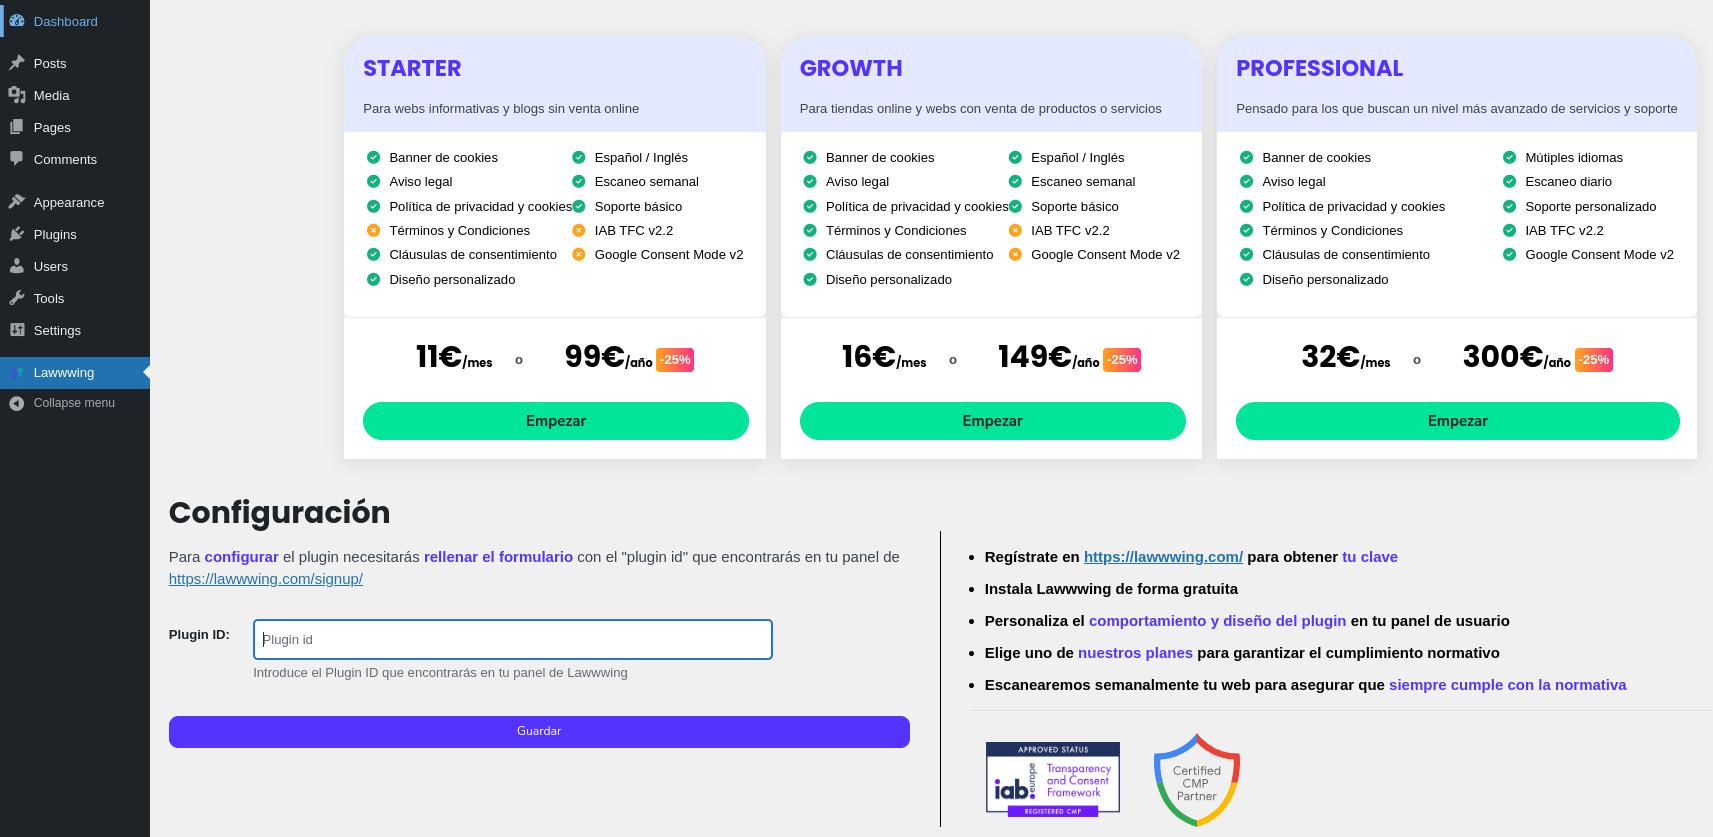 Dashboard
Posts
Media
Pages
Comments
Appearance
Plugins
Users
Tools
Settings
Lawwwing
Collapse menu
STARTER
Para webs informativas y blogs sin venta online
Banner de cookies
Aviso legal
Política de privacidad y cookies
Términos y Condiciones
Cláusulas de consentimiento
Diseño personalizado
Español / Inglés
Escaneo semanal
Soporte básico
IAB TFC v2.2
Google Consent Mode v2
11€/mes o 99€/año -25%
Empezar
GROWTH
Para tiendas online y webs con venta de productos o servicios
Banner de cookies
Aviso legal
Política de privacidad y cookies
Términos y Condiciones
Cláusulas de consentimiento
Diseño personalizado
Español / Inglés
Escaneo semanal
Soporte básico
IAB TFC v2.2
Google Consent Mode v2
16€/mes o 149€/año -25%
Empezar
PROFESSIONAL
Pensado para los que buscan un nivel más avanzado de servicios y soporte
Banner de cookies
Aviso legal
Política de privacidad y cookies
Términos y Condiciones
Cláusulas de consentimiento
Diseño personalizado
Mútiples idiomas
Escaneo diario
Soporte personalizado
IAB TFC v2.2
Google Consent Mode v2
32€/mes o 300€/año -25%
Empezar
Configuración
Para configurar el plugin necesitarás rellenar el formulario con el "plugin id" que encontrarás en tu panel de
https://lawwwing.com/signup/
Plugin ID:
Plugin id
Introduce el Plugin ID que encontrarás en tu panel de Lawwwing
Guardar
Regístrate en https://lawwwing.com/ para obtener tu clave
Instala Lawwwing de forma gratuita
Personaliza el comportamiento y diseño del plugin en tu panel de usuario
Elige uno de nuestros planes para garantizar el cumplimiento normativo
Escanearemos semanalmente tu web para asegurar que siempre cumple con la normativa
APPROVED STATUS
iab europe
Transparency
and Consent
Framework
REGISTERED CMP
Certified
CMP
Partner